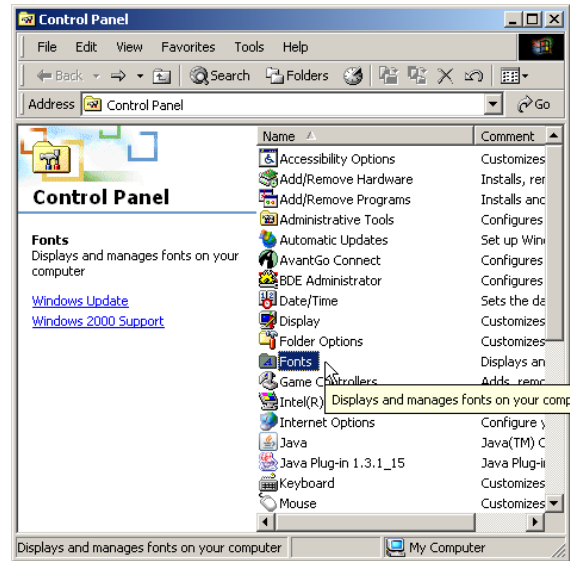 Control Panel
File Edit View Favorites Tools Help
Back Search Folders
Address Control Panel Go
Control Panel
Fonts
Displays and manages fonts on your
computer
Windows Update
Windows 2000 Support
Name Comment
Accessibility Options Customizes
Add/Remove Hardware Installs, rem
Add/Remove Programs Installs and
Administrative Tools Configures
Automatic Updates Set up Wind
AvantGo Connect Configures
BDE Administrator Configures
Date/Time Sets the da
Display Customizes
Folder Options Customizes
Fonts Displays an
Game Controllers Adds, remo
Intel(R)
Displays and manages fonts on your comp
Internet Options Configure y
Java Java(TM) C
Java Plug-in 1.3.1_15 Java Plug-i
Keyboard Customizes
Mouse Customizes
Displays and manages fonts on your computer My Computer